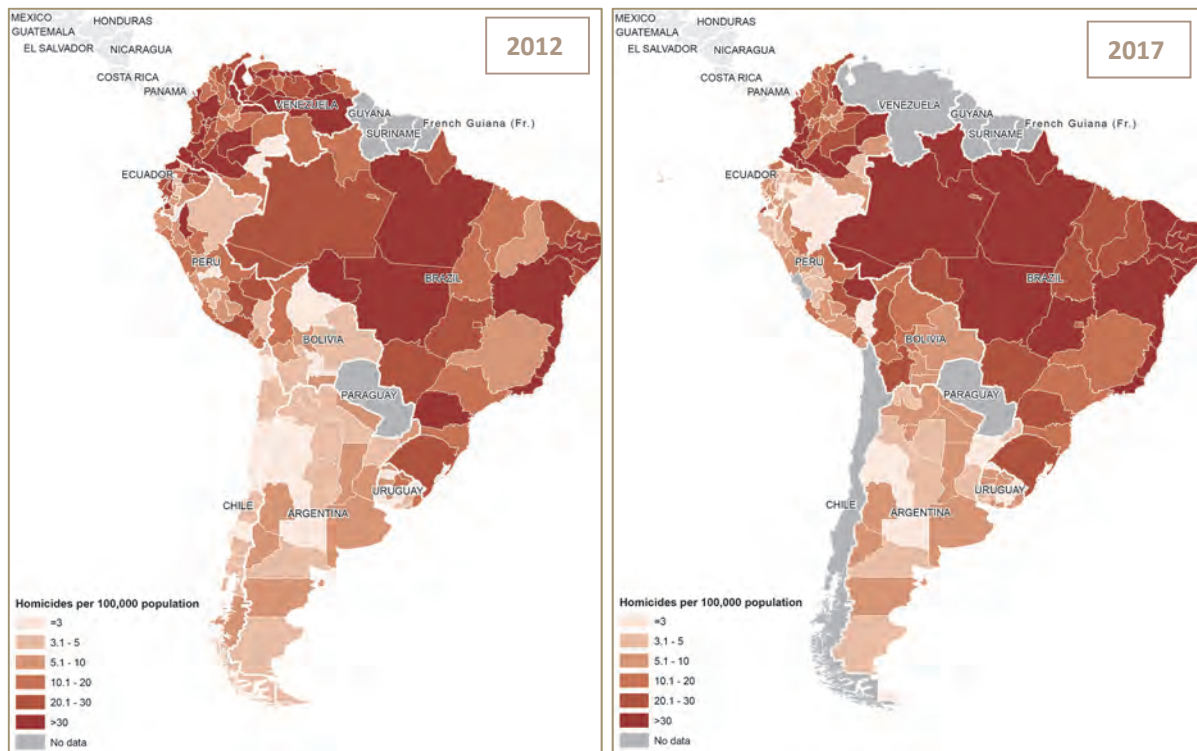 2012
MEXICO
HONDURAS
GUATEMALA
EL SALVADOR
NICARAGUA
COSTA RICA
PANAMA
VENEZUELA
GUYANA
SURINAME
French Guiana (Fr.)
ECUADOR
PERU
BRAZIL
BOLIVIA
PARAGUAY
URUGUAY
CHILE
ARGENTINA
Homicides per 100,000 population
=3
3.1 - 5
5.1 - 10
10.1 - 20
20.1 - 30
>30
No data
2017
MEXICO
HONDURAS
GUATEMALA
EL SALVADOR
NICARAGUA
COSTA RICA
PANAMA
VENEZUELA
GUYANA
SURINAME
French Guiana (Fr.)
ECUADOR
PERU
BRAZIL
BOLIVIA
PARAGUAY
URUGUAY
CHILE
ARGENTINA
Homicides per 100,000 population
=3
3.1 - 5
5.1 - 10
10.1 - 20
20.1 - 30
>30
No data